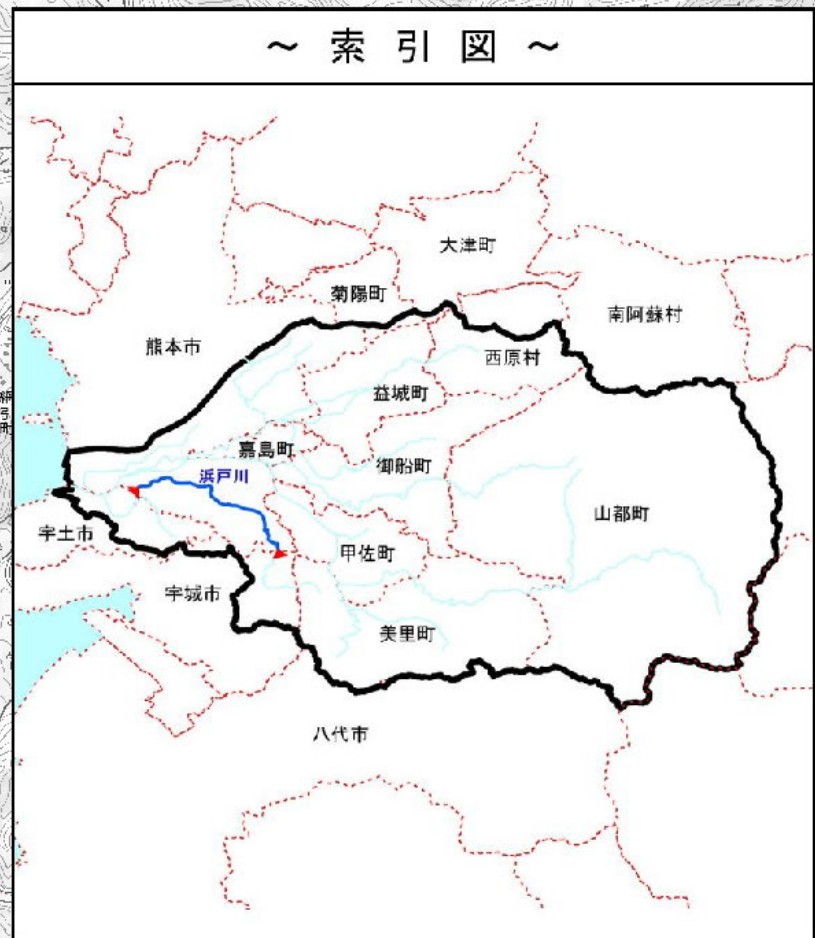 ～ 索 引 図 ～
大津町
菊陽町
南阿蘇村
熊本市
西原村
益城町
嘉島町
御船町
浜戸川
山都町
宇土市
甲佐町
宇城市
美里町
八代市